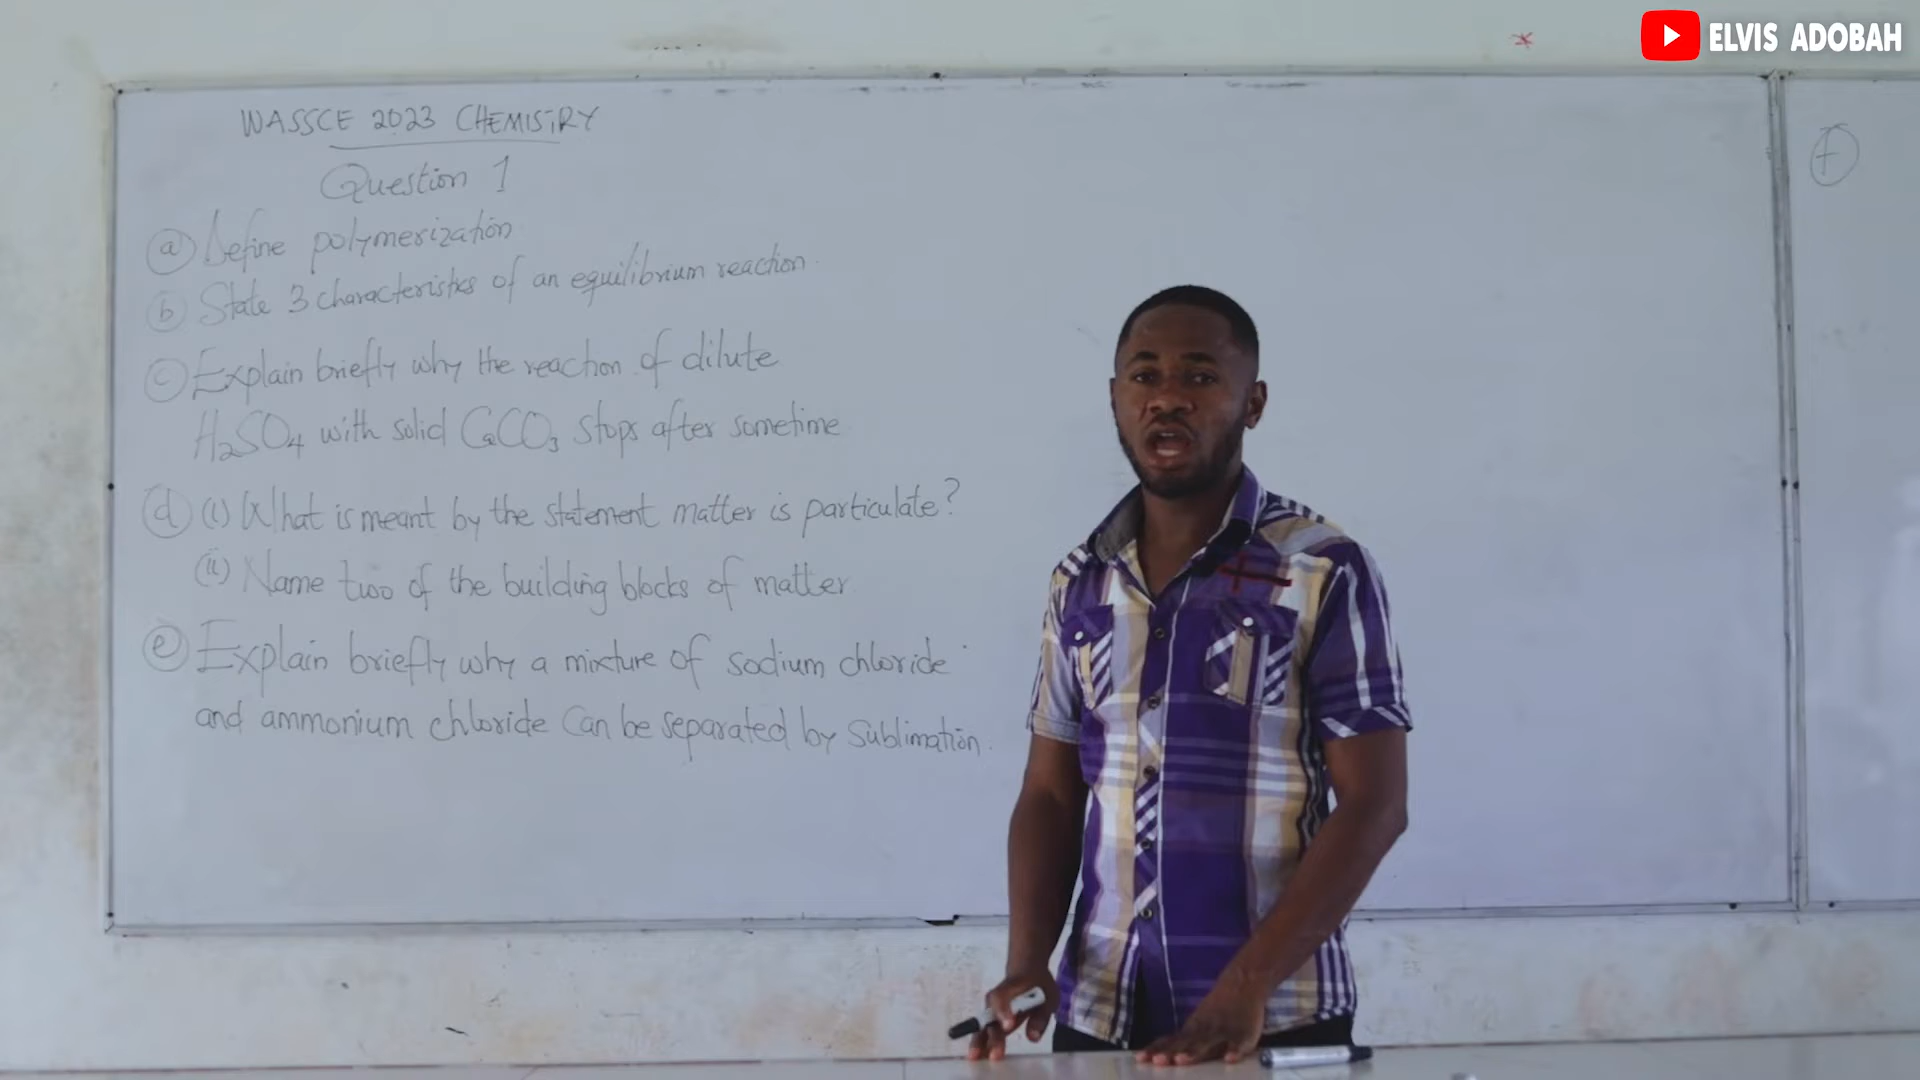 ELVIS ADOBAH
WASSCE 2023 CHEMISTRY
Question 1
(a) Define polymerization
(b) State 3 characteristics of an equilibrium reaction.
(c) Explain briefly why the reaction of dilute
H₂SO₄ with solid CaCO₃ stops after sometime
(d) (i) What is meant by the statement matter is particulate?
(ii) Name two of the building blocks of matter
(e) Explain briefly why a mixture of sodium chloride
and ammonium chloride can be separated by sublimation.